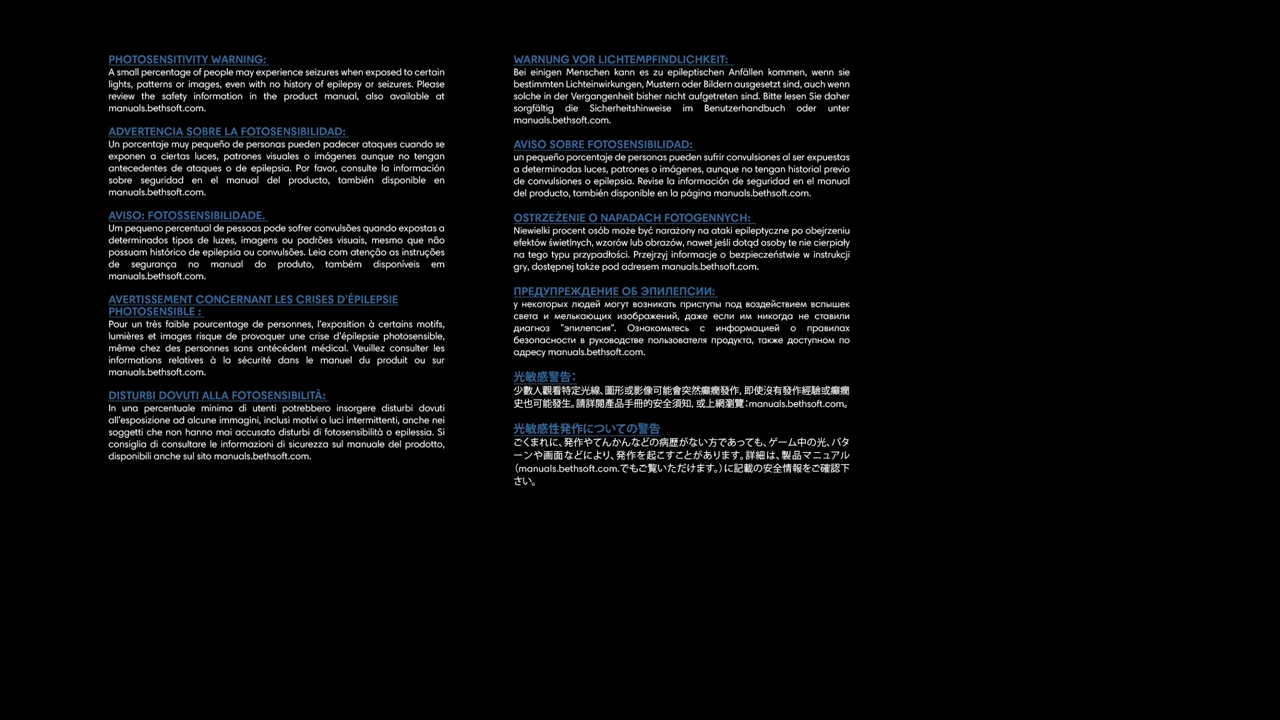 PHOTOSENSITIVITY WARNING:
A small percentage of people may experience seizures when exposed to certain
lights, patterns or images, even with no history of epilepsy or seizures. Please
review the safety information in the product manual, also available at
manuals.bethsoft.com.
ADVERTENCIA SOBRE LA FOTOSENSIBILIDAD:
Un porcentaje muy pequeño de personas pueden padecer ataques cuando se
exponen a ciertas luces, patrones visuales o imágenes aunque no tengan
antecedentes de ataques o de epilepsia. Por favor, consulte la información
sobre seguridad en el manual del producto, también disponible en
manuals.bethsoft.com.
AVISO: FOTOSSENSIBILIDADE.
Um pequeno percentual de pessoas pode sofrer convulsões quando expostas a
determinados tipos de luzes, imagens ou padrões visuais, mesmo que não
possuam histórico de epilepsia ou convulsões. Leia com atenção as instruções
de segurança no manual do produto, também disponíveis em
manuals.bethsoft.com.
AVERTISSEMENT CONCERNANT LES CRISES D'ÉPILEPSIE
PHOTOSENSIBLE :
Pour un très faible pourcentage de personnes, l'exposition à certains motifs,
lumières et images risque de provoquer une crise d'épilepsie photosensible,
même chez des personnes sans antécédent médical. Veuillez consulter les
informations relatives à la sécurité dans le manuel du produit ou sur
manuals.bethsoft.com.
DISTURBI DOVUTI ALLA FOTOSENSIBILITÀ:
In una percentuale minima di utenti potrebbero insorgere disturbi dovuti
all'esposizione ad alcune immagini, inclusi motivi o luci intermittenti, anche nei
soggetti che non hanno mai accusato disturbi di fotosensibilità o epilessia. Si
consiglia di consultare le informazioni di sicurezza sul manuale del prodotto,
disponibili anche sul sito manuals.bethsoft.com.
WARNUNG VOR LICHTEMPFINDLICHKEIT:
Bei einigen Menschen kann es zu epileptischen Anfällen kommen, wenn sie
bestimmten Lichteinwirkungen, Mustern oder Bildern ausgesetzt sind, auch wenn
solche in der Vergangenheit bisher nicht aufgetreten sind. Bitte lesen Sie daher
sorgfältig die Sicherheitshinweise im Benutzerhandbuch oder unter
manuals.bethsoft.com.
AVISO SOBRE FOTOSENSIBILIDAD:
un pequeño porcentaje de personas pueden sufrir convulsiones al ser expuestas
a determinadas luces, patrones o imágenes, aunque no tengan historial previo
de convulsiones o epilepsia. Revise la información de seguridad en el manual
del producto, también disponible en la página manuals.bethsoft.com.
OSTRZEŻENIE O NAPADACH FOTOGENNYCH:
Niewielki procent osób może być narażony na ataki epileptyczne po obejrzeniu
efektów świetlnych, wzorów lub obrazów, nawet jeśli dotąd osoby te nie cierpiały
na tego typu przypadłości. Przejrzyj informacje o bezpieczeństwie w instrukcji
gry, dostępnej także pod adresem manuals.bethsoft.com.
ПРЕДУПРЕЖДЕНИЕ ОБ ЭПИЛЕПСИИ:
у некоторых людей могут возникать приступы под воздействием вспышек
света и мелькающих изображений, даже если им никогда не ставили
диагноз "эпилепсия". Ознакомьтесь с информацией о правилах
безопасности в руководстве пользователя продукта, также доступном по
адресу manuals.bethsoft.com.
光敏感警告：
少數人觀看特定光線、圖形或影像可能會突然癲癇發作，即使沒有發作經驗或癲癇
史也可能發生。請詳閱產品手冊的安全須知，或上網瀏覽：manuals.bethsoft.com。
光敏感性発作についての警告
ごくまれに、発作やてんかんなどの病歴がない方であっても、ゲーム中の光、パタ
ーンや画面などにより、発作を起こすことがあります。詳細は、製品マニュアル
（manuals.bethsoft.com.でもご覧いただけます。）に記載の安全情報をご確認下
さい。